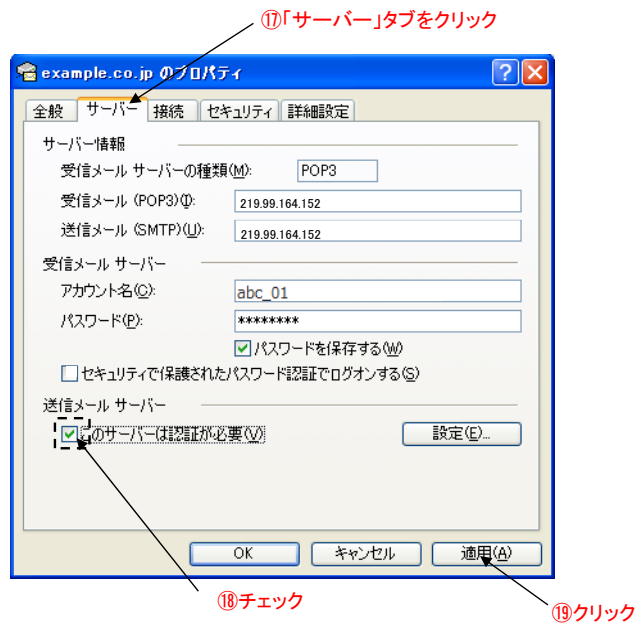 ⑰「サーバー」タブをクリック
example.co.jp のプロパティ
全般 サーバー 接続 セキュリティ 詳細設定
サーバー情報
受信メール サーバーの種類(M): POP3
受信メール (POP3)(I): 219.99.164.152
送信メール (SMTP)(U): 219.99.164.152
受信メール サーバー
アカウント名(C): abc_01
パスワード(P): ********
パスワードを保存する(W)
セキュリティで保護されたパスワード認証でログオンする(S)
送信メール サーバー
このサーバーは認証が必要(V) 設定(E)...
OK キャンセル 適用(A)
⑱チェック
⑲クリック